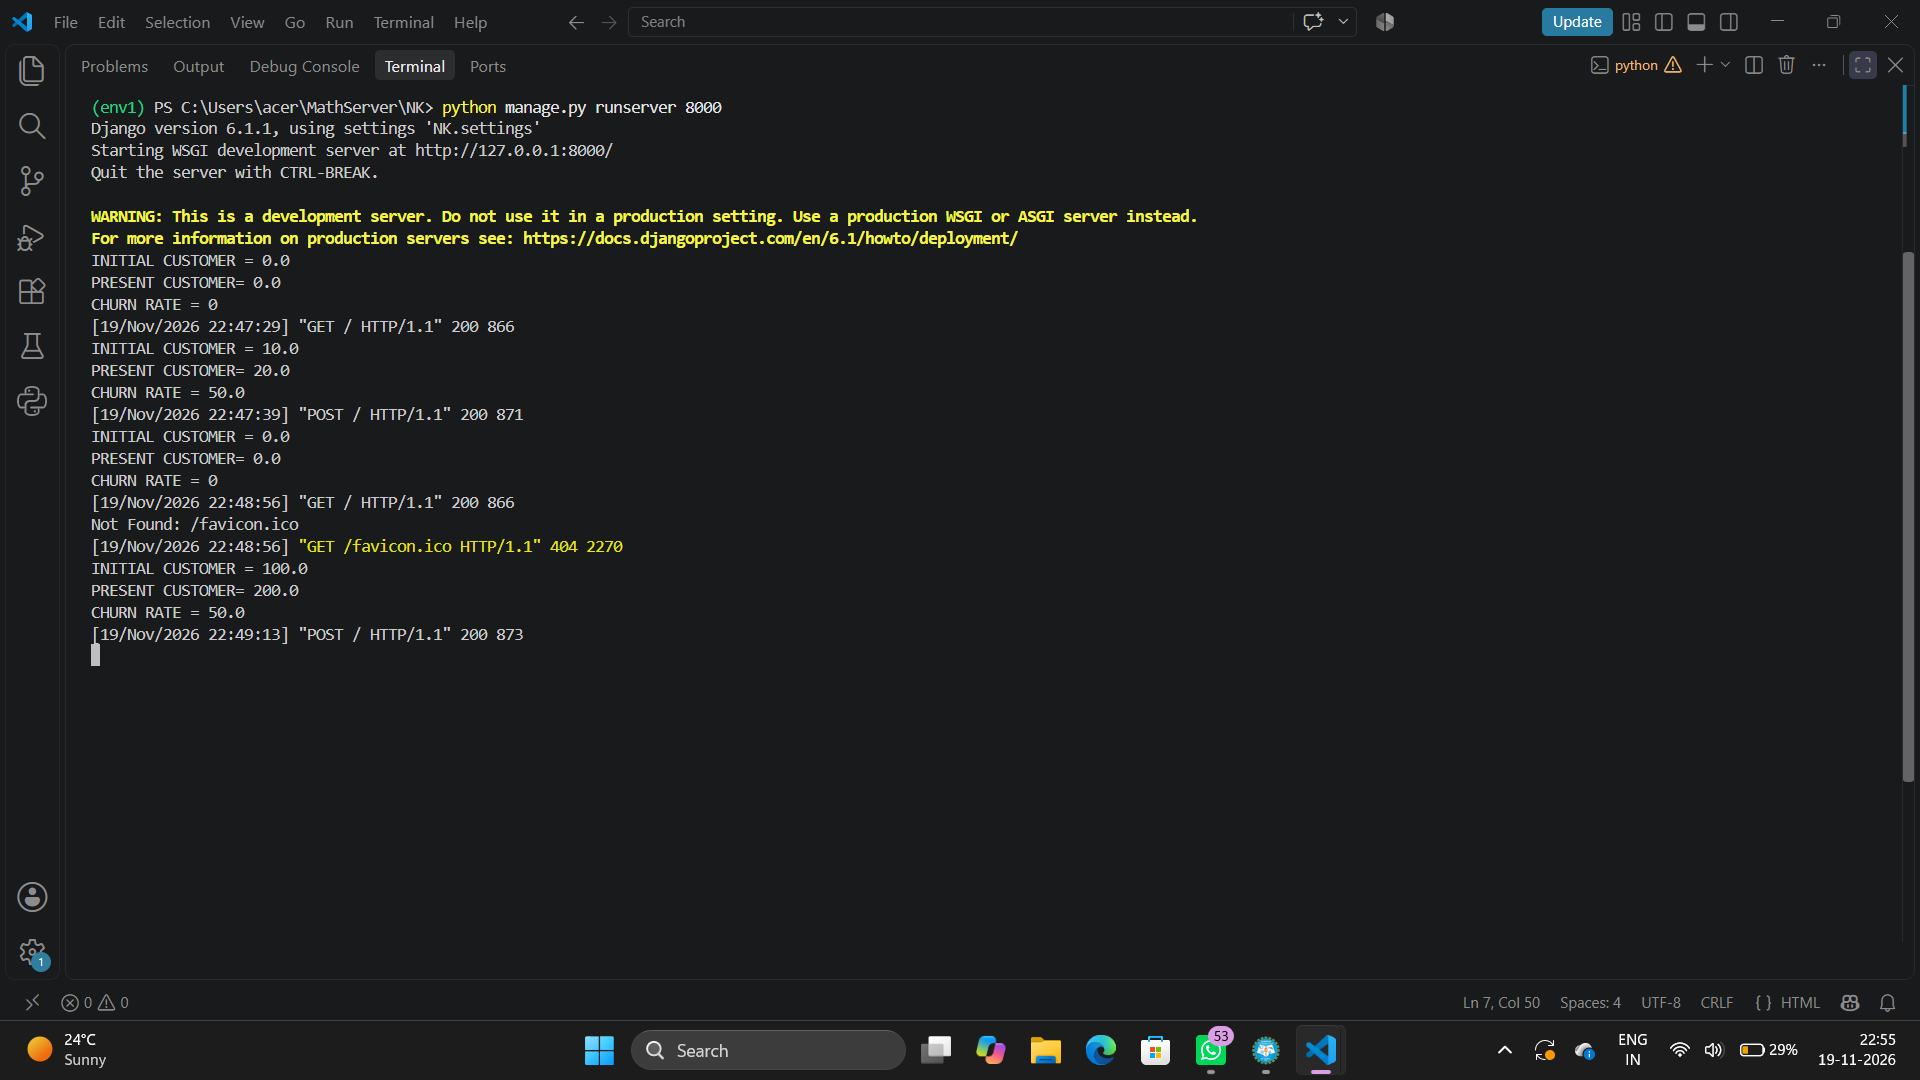 File Edit Selection View Go Run Terminal Help
Search
Update
Problems Output Debug Console Terminal Ports
python
(env1) PS C:\Users\acer\MathServer\NK> python manage.py runserver 8000
Django version 6.1.1, using settings 'NK.settings'
Starting WSGI development server at http://127.0.0.1:8000/
Quit the server with CTRL-BREAK.
WARNING: This is a development server. Do not use it in a production setting. Use a production WSGI or ASGI server instead.
For more information on production servers see: https://docs.djangoproject.com/en/6.1/howto/deployment/
INITIAL CUSTOMER = 0.0
PRESENT CUSTOMER= 0.0
CHURN RATE = 0
[19/Nov/2026 22:47:29] "GET / HTTP/1.1" 200 866
INITIAL CUSTOMER = 10.0
PRESENT CUSTOMER= 20.0
CHURN RATE = 50.0
[19/Nov/2026 22:47:39] "POST / HTTP/1.1" 200 871
INITIAL CUSTOMER = 0.0
PRESENT CUSTOMER= 0.0
CHURN RATE = 0
[19/Nov/2026 22:48:56] "GET / HTTP/1.1" 200 866
Not Found: /favicon.ico
[19/Nov/2026 22:48:56] "GET /favicon.ico HTTP/1.1" 404 2270
INITIAL CUSTOMER = 100.0
PRESENT CUSTOMER= 200.0
CHURN RATE = 50.0
[19/Nov/2026 22:49:13] "POST / HTTP/1.1" 200 873
1
0 0
Ln 7, Col 50 Spaces: 4 UTF-8 CRLF { } HTML
24°C
Sunny
Search
53
ENG
IN
29%
22:55
19-11-2026